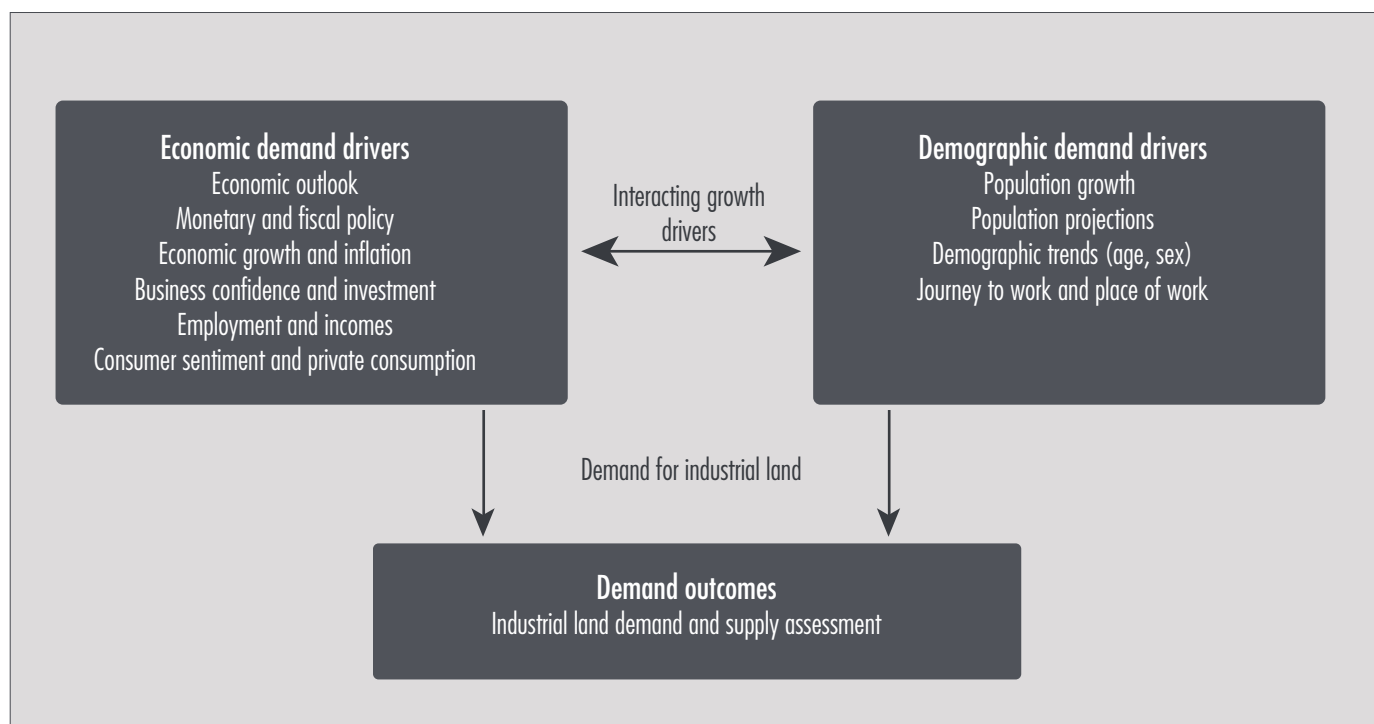 Economic demand drivers
Economic outlook
Monetary and fiscal policy
Economic growth and inflation
Business confidence and investment
Employment and incomes
Consumer sentiment and private consumption
Interacting growth
drivers
Demographic demand drivers
Population growth
Population projections
Demographic trends (age, sex)
Journey to work and place of work
Demand for industrial land
Demand outcomes
Industrial land demand and supply assessment